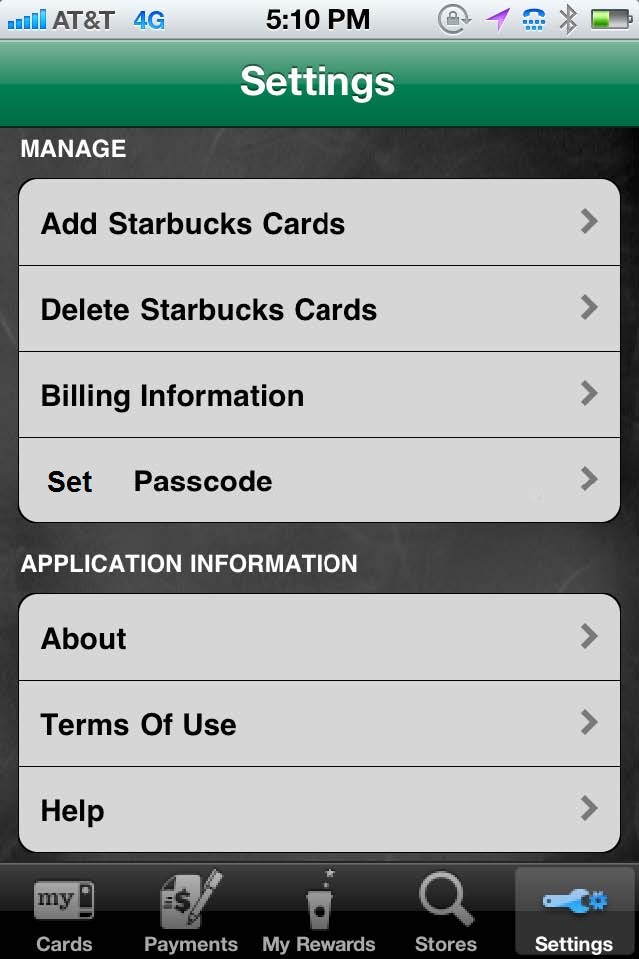 AT&T 4G 5:10 PM
Settings
MANAGE
Add Starbucks Cards
Delete Starbucks Cards
Billing Information
Set Passcode
APPLICATION INFORMATION
About
Terms Of Use
Help
my $
Cards Payments My Rewards Stores Settings